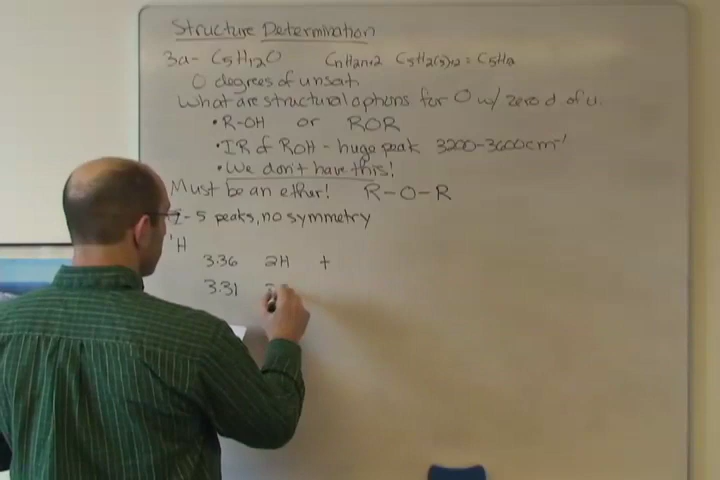 Structure Determination
3a- C5H12O CnH2n+2 C5H2(5)+2 = C5H12
0 degrees of unsat.
What are structural options for O w/ zero d. of u.
• R-OH or ROR
• IR of ROH - huge peak 3200-3600cm-1
• We don't have this!
Must be an ether! R-O-R
- 5 peaks, no symmetry
1H
3.36 2H t
3.31